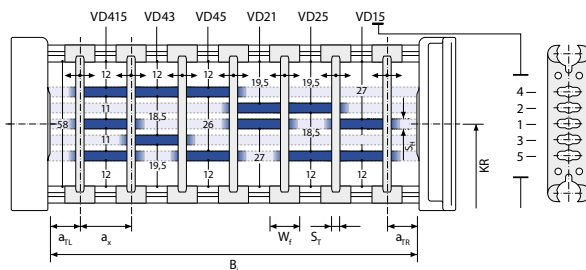 VD415 VD43 VD45 VD21 VD25 VD15
12 12 12 19,5 19,5 27
4
11
2
58 18,5 26 S_H 1
18,5
11
3
5
12 19,5 12 27 12 12
KR
a_TL a_x W_f S_T a_TR
B_i